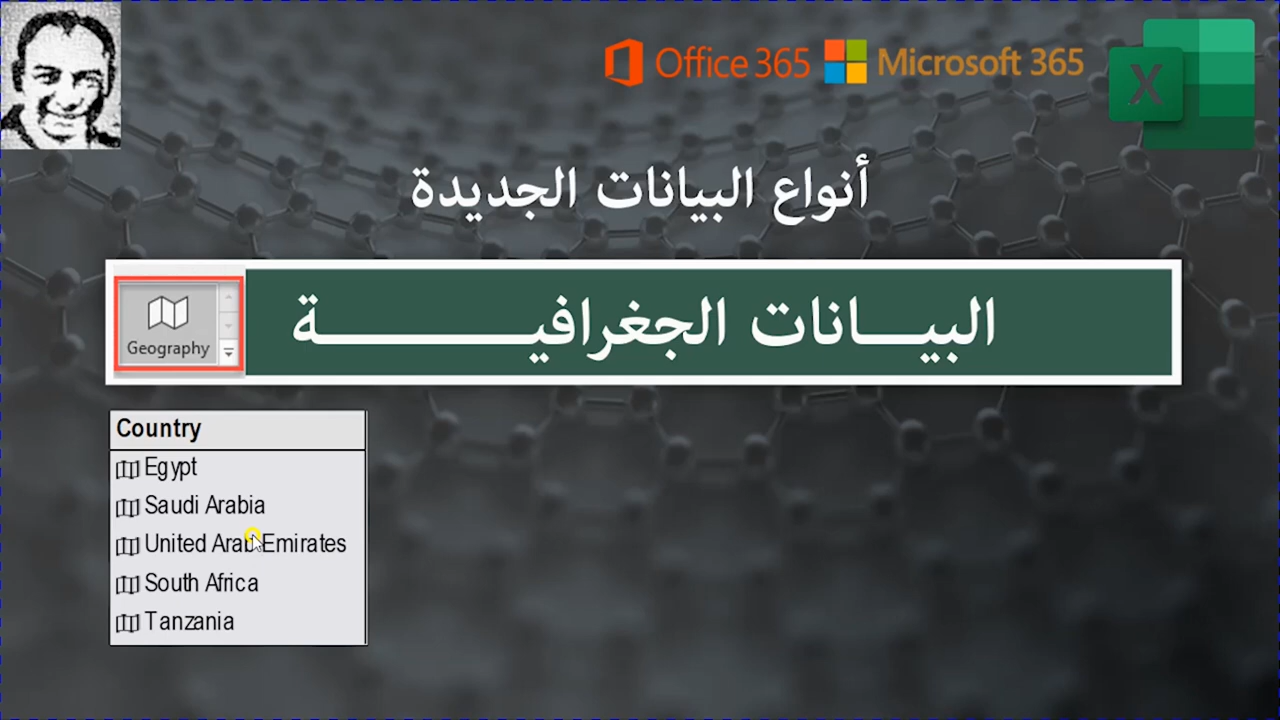 Office 365 Microsoft 365 X
أنواع البيانات الجديدة
البيـــانات الجغرافيـــــــــــــة
Geography
Country
Egypt
Saudi Arabia
United Arab Emirates
South Africa
Tanzania